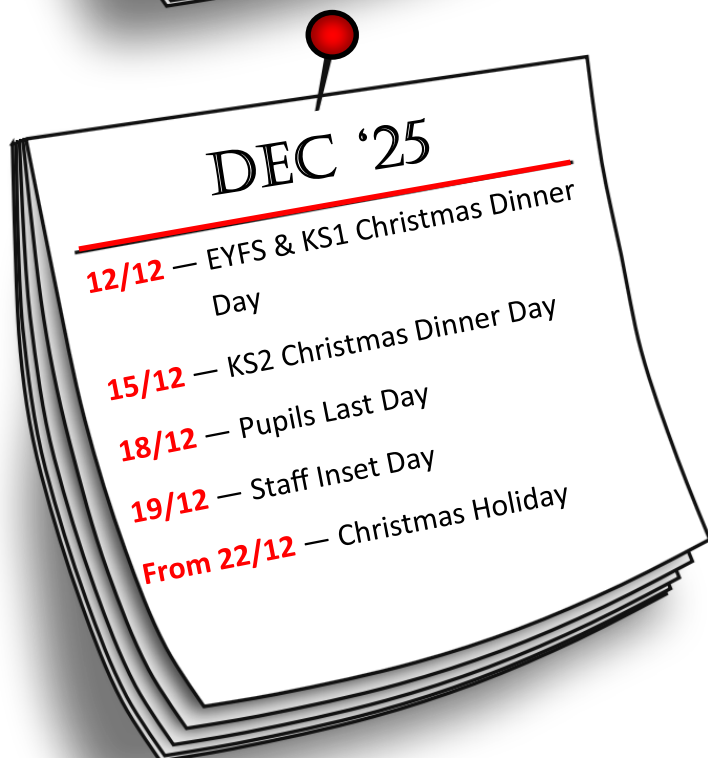 DEC ‘25
12/12 — EYFS & KS1 Christmas Dinner
Day
15/12 — KS2 Christmas Dinner Day
18/12 — Pupils Last Day
19/12 — Staff Inset Day
From 22/12 — Christmas Holiday